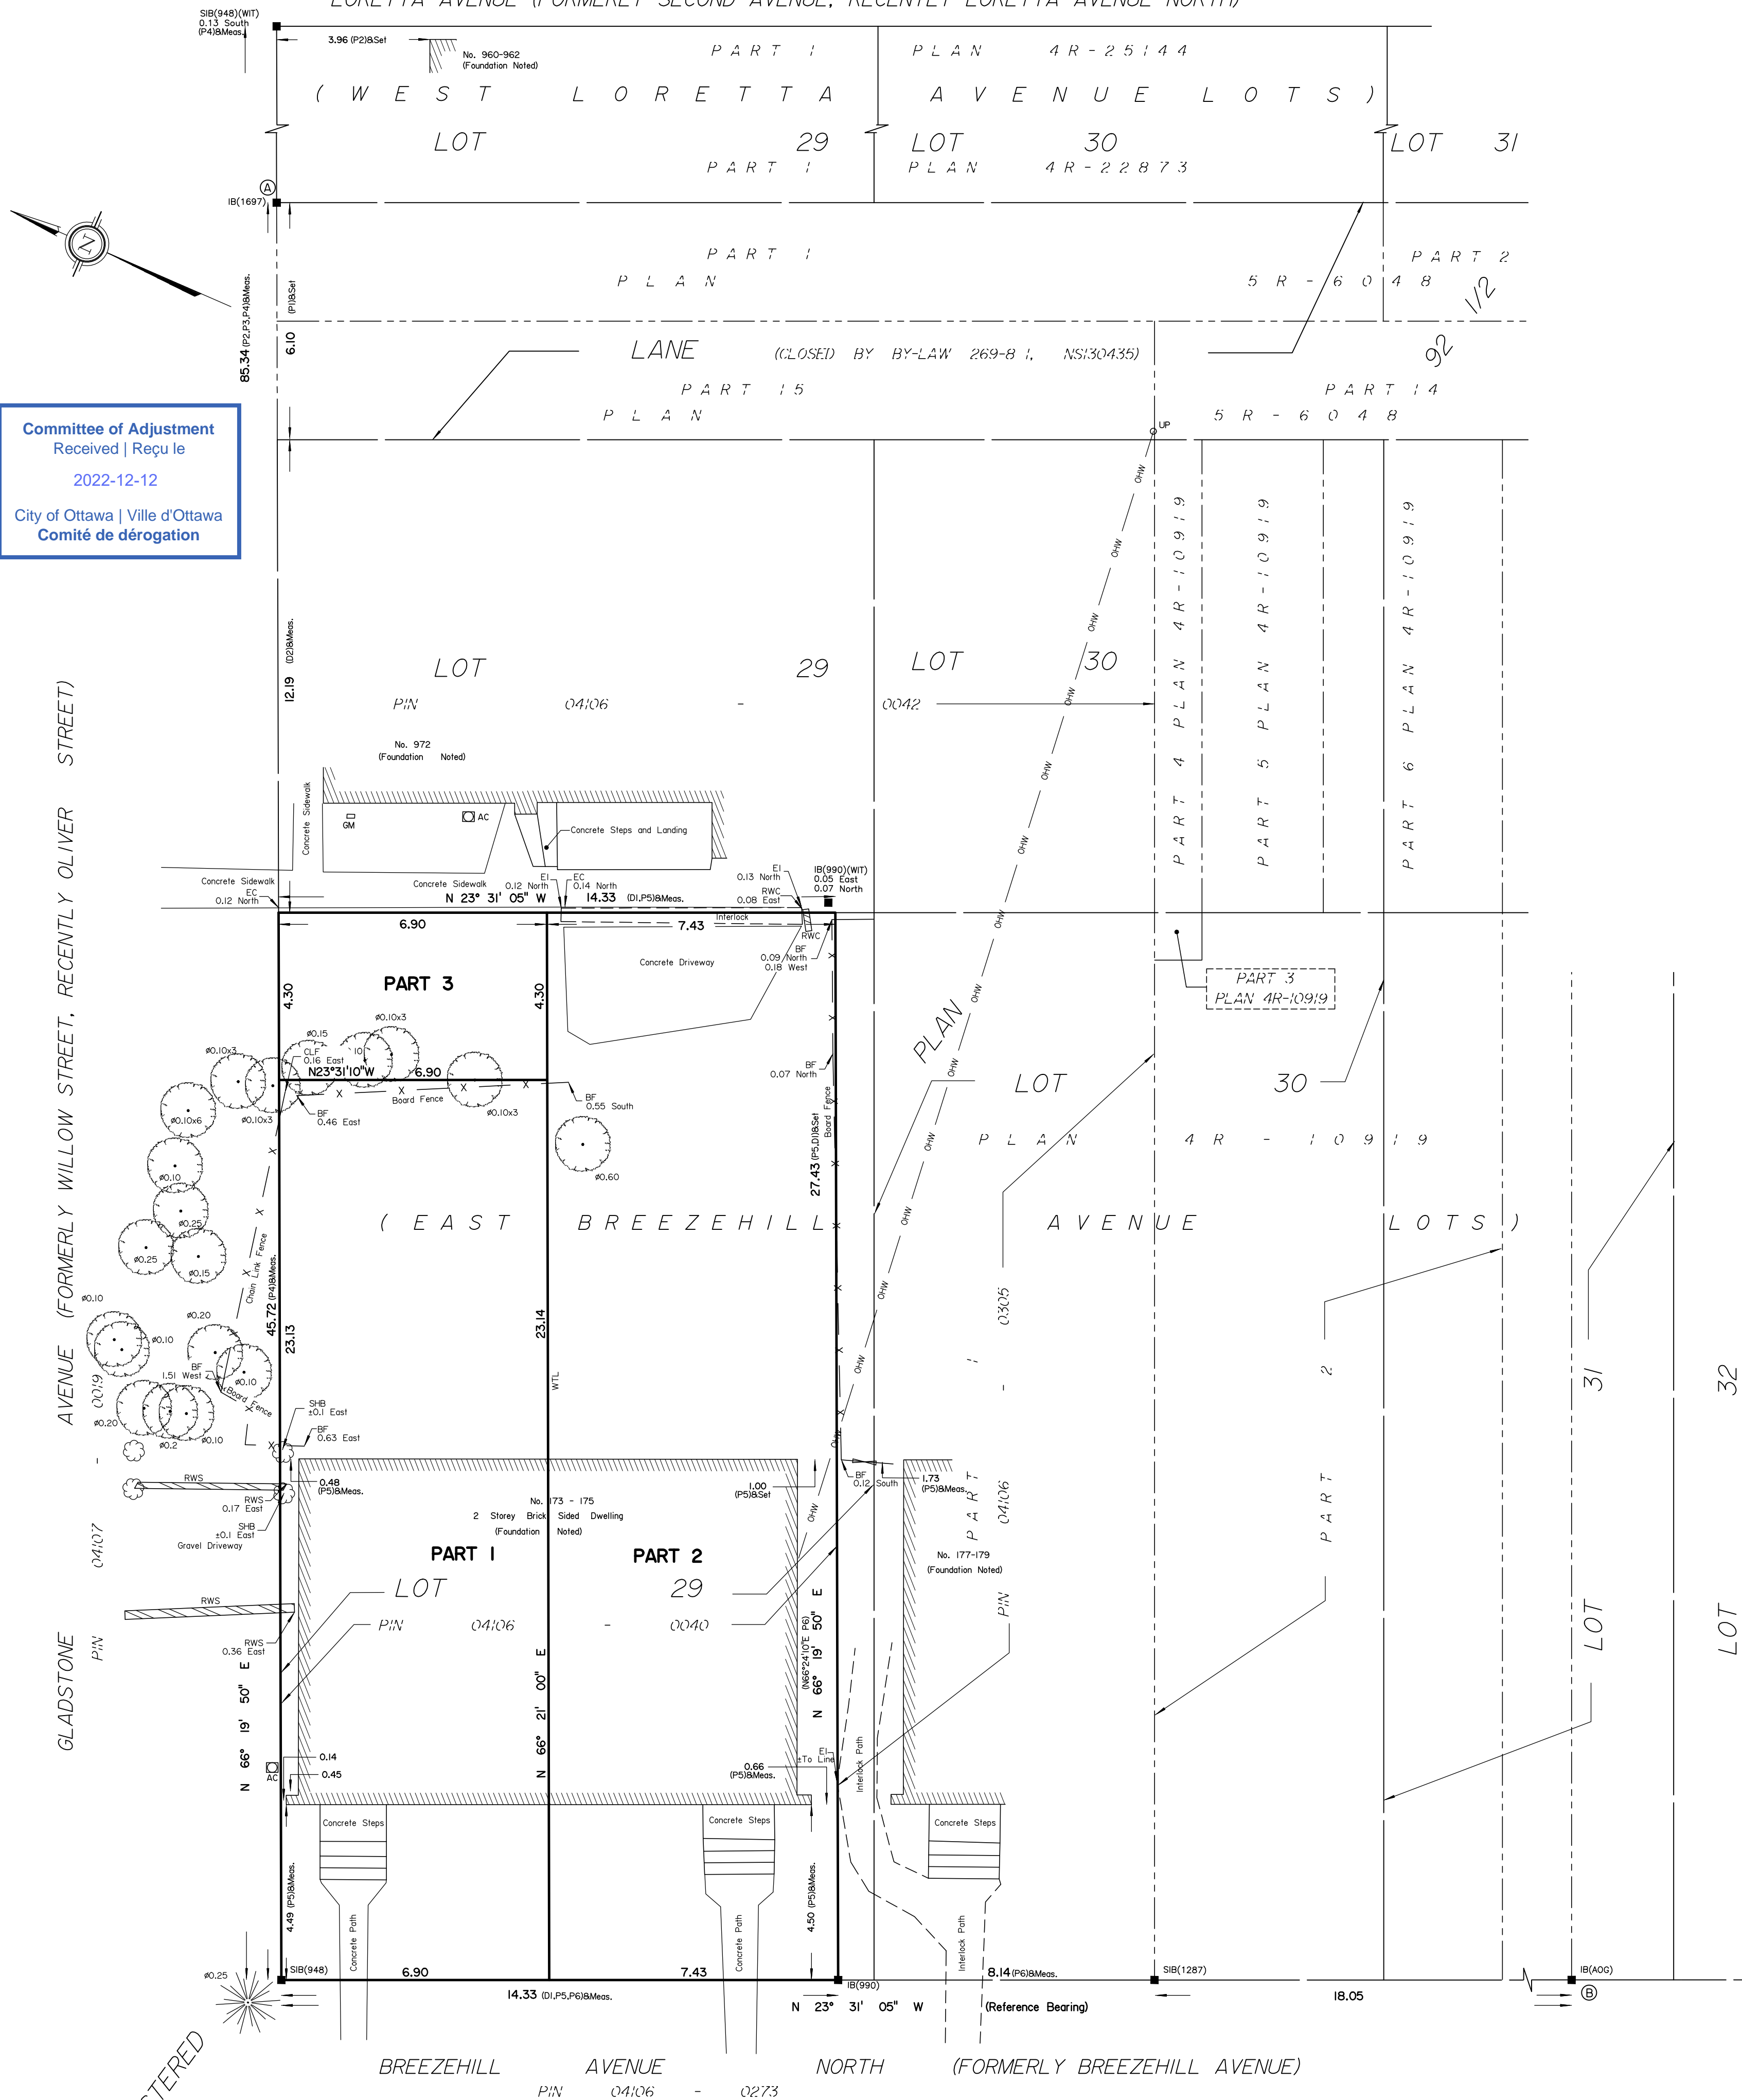 LORETTA AVENUE (FORMERLY SECOND AVENUE, RECENTLY LORETTA AVENUE NORTH)
SIB(948)(WIT)
0.13 South
(P4)&Meas.
3.96 (P2)&Set
No. 960-962
(Foundation Noted)
PART 1 PLAN 4R-25144
(WEST LORETTA AVENUE LOTS)
LOT 29 LOT 30 LOT 31
PART 1 PLAN 4R-22873
A
IB(1697)
N
85.34 (P2,P3,P4)&Meas.
6.10 (P1)&Set
PART 1
PLAN 5R-6048
PART 2
92 1/2
LANE (CLOSED BY BY-LAW 269-81, NS130435)
PART 15
PLAN
PART 14
5R-6048
UP
Committee of Adjustment
Received | Reçu le
2022-12-12
City of Ottawa | Ville d'Ottawa
Comité de dérogation
OHW OHW OHW OHW OHW OHW OHW
PART 4 PLAN 4R-10919
PART 5 PLAN 4R-10919
PART 6 PLAN 4R-10919
12.19 (D2)&Meas.
LOT 29 LOT 30
PIN 04106 - 0042
No. 972
(Foundation Noted)
Concrete Sidewalk
GM
AC
Concrete Steps and Landing
Concrete Sidewalk
EC
0.12 North
Concrete Sidewalk
EI
0.12 North
EC
0.14 North
EI
0.13 North
RWC
0.08 East
IB(990)(WIT)
0.05 East
0.07 North
N 23° 31' 05" W 14.33 (D1,P5)&Meas.
6.90
7.43
Interlock
RWC
BF
0.09 North
0.18 West
Concrete Driveway
PART 3
4.30
4.30
PART 3
PLAN 4R-10919
PLAN
ø0.10x3
ø0.15
ø0.10x3
CLF
0.16 East
10
N23°31'10"W 6.90
Board Fence
BF
0.46 East
ø0.10x3
ø0.10x6
ø0.10x3
BF
0.55 South
BF
0.07 North
Board Fence
27.43 (P5,D1)&Set
ø0.60
LOT 30
PLAN 4R-10919
ø0.10
ø0.25
ø0.25
ø0.15
Chain Link Fence
45.72 (P4)&Meas.
23.13
23.14
WTL
(EAST BREEZEHILL AVENUE LOTS)
ø0.10
ø0.10
ø0.20
ø0.10
BF
1.51 West
Board Fence
ø0.20
ø0.2
ø0.10
SHB
±0.1 East
BF
0.63 East
0.48
(P5)&Meas.
RWS
RWS
0.17 East
SHB
±0.1 East
Gravel Driveway
RWS
RWS
0.36 East
1.00
(P5)&Set
BF
0.12 South
1.73
(P5)&Meas.
No. 173 - 175
2 Storey Brick Sided Dwelling
(Foundation Noted)
PART 1
PART 2
LOT 29
PIN 04106 - 0040
No. 177-179
(Foundation Noted)
PART 1
PIN 04106 - 0305
PART 2
LOT 31
LOT 32
GLADSTONE AVENUE (FORMERLY WILLOW STREET, RECENTLY OLIVER STREET)
PIN 04107 - 0019
N 66° 19' 50" E
N 66° 21' 00" E
(N66°24'10"E P6)
N 66° 19' 50" E
AC
0.14
0.45
0.66
(P5)&Meas.
EI
±To Line
Interlock Path
Concrete Steps
Concrete Steps
Concrete Steps
4.49 (P5)&Meas.
Concrete Path
Concrete Path
4.50 (P5)&Meas.
Interlock Path
ø0.25
SIB(948)
6.90
7.43
IB(990)
8.14 (P6)&Meas.
SIB(1287)
18.05
IB(AOG)
B
14.33 (D1,P5,P6)&Meas.
N 23° 31' 05" W (Reference Bearing)
BREEZEHILL AVENUE NORTH (FORMERLY BREEZEHILL AVENUE)
PIN 04106 - 0273